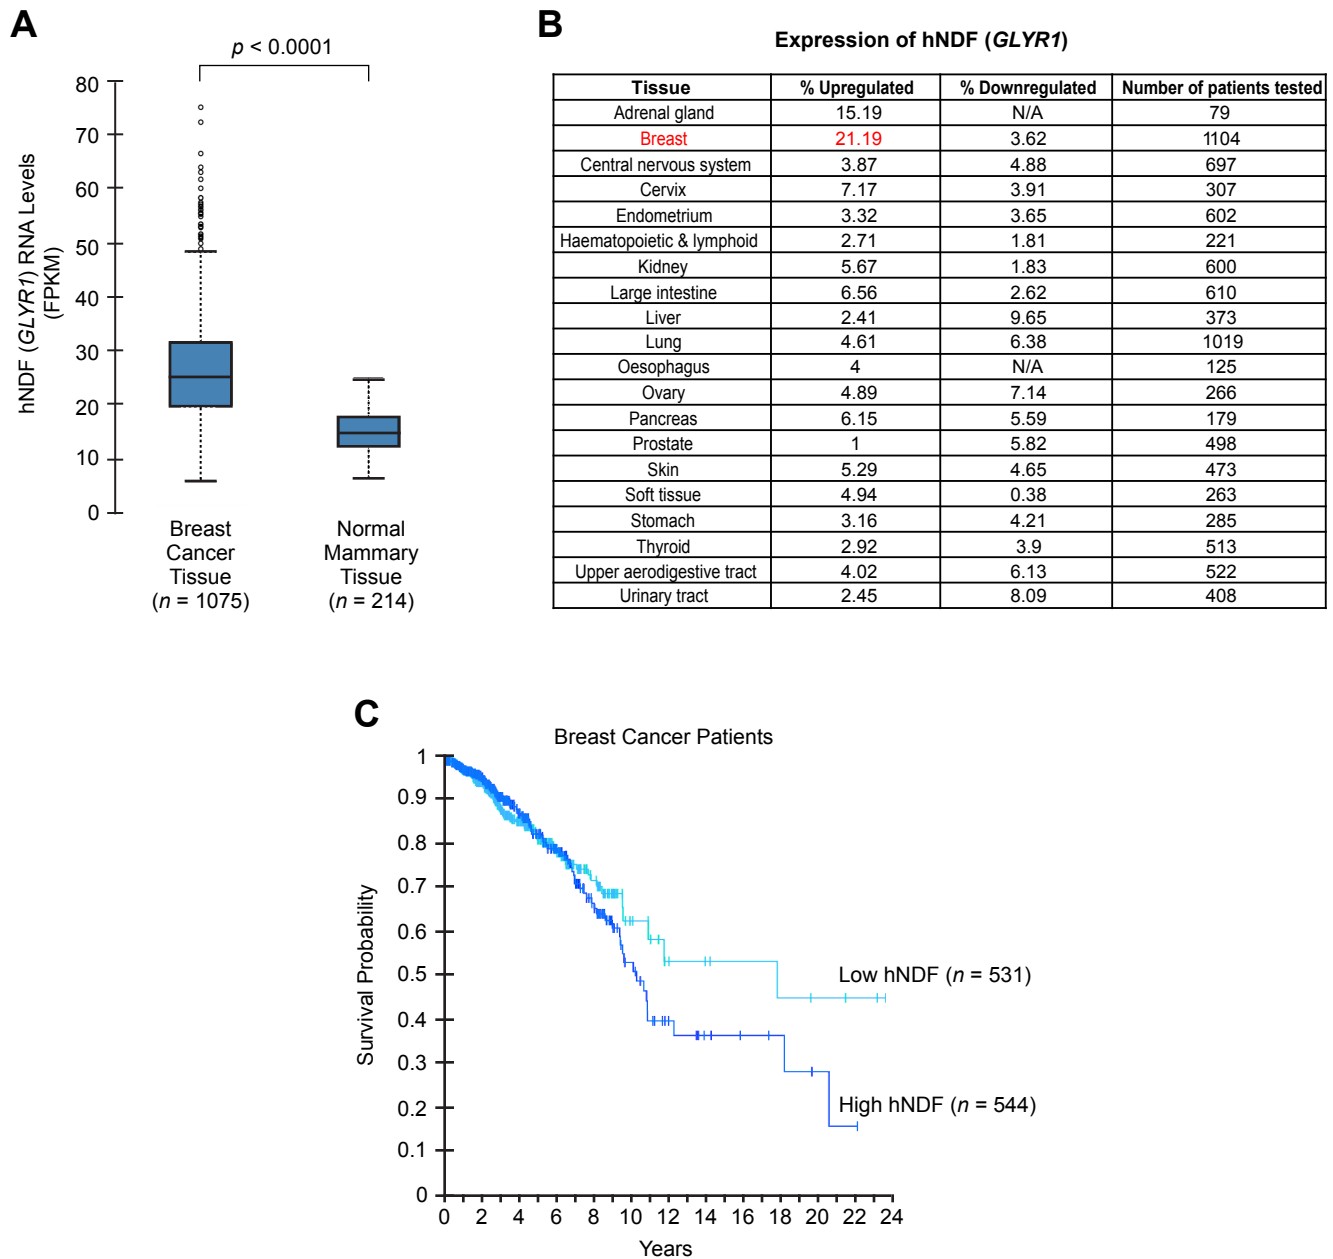 A
p < 0.0001
hNDF (GLYR1) RNA Levels
(FPKM)
80
70
60
50
40
30
20
10
0
Breast
Cancer
Tissue
(n = 1075)
Normal
Mammary
Tissue
(n = 214)
B
Expression of hNDF (GLYR1)
Tissue % Upregulated % Downregulated Number of patients tested
Adrenal gland 15.19 N/A 79
Breast 21.19 3.62 1104
Central nervous system 3.87 4.88 697
Cervix 7.17 3.91 307
Endometrium 3.32 3.65 602
Haematopoietic & lymphoid 2.71 1.81 221
Kidney 5.67 1.83 600
Large intestine 6.56 2.62 610
Liver 2.41 9.65 373
Lung 4.61 6.38 1019
Oesophagus 4 N/A 125
Ovary 4.89 7.14 266
Pancreas 6.15 5.59 179
Prostate 1 5.82 498
Skin 5.29 4.65 473
Soft tissue 4.94 0.38 263
Stomach 3.16 4.21 285
Thyroid 2.92 3.9 513
Upper aerodigestive tract 4.02 6.13 522
Urinary tract 2.45 8.09 408
C
Breast Cancer Patients
Survival Probability
1
0.9
0.8
0.7
0.6
0.5
0.4
0.3
0.2
0.1
0
Low hNDF (n = 531)
High hNDF (n = 544)
0 2 4 6 8 10 12 14 16 18 20 22 24
Years